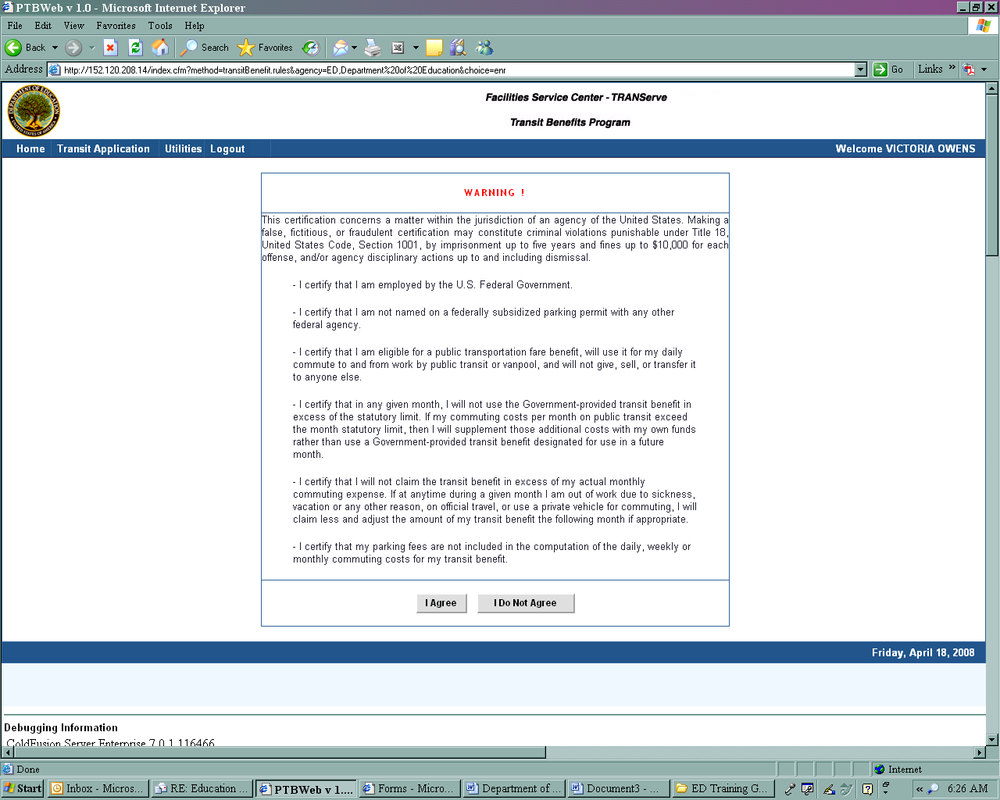 PTBWeb v 1.0 - Microsoft Internet Explorer
File Edit View Favorites Tools Help
Back Search Favorites
Address http://152.120.208.14/index.cfm?method=transitBenefit.rules&agency=ED,Department%20of%20Education&choice=enr Go Links »
DEPARTMENT OF EDUCATION
UNITED STATES OF AMERICA
Facilities Service Center - TRANServe
Transit Benefits Program
Home Transit Application Utilities Logout Welcome VICTORIA OWENS
WARNING !
This certification concerns a matter within the jurisdiction of an agency of the United States. Making a
false, fictitious, or fraudulent certification may constitute criminal violations punishable under Title 18,
United States Code, Section 1001, by imprisonment up to five years and fines up to $10,000 for each
offense, and/or agency disciplinary actions up to and including dismissal.
- I certify that I am employed by the U.S. Federal Government.
- I certify that I am not named on a federally subsidized parking permit with any other
federal agency.
- I certify that I am eligible for a public transportation fare benefit, will use it for my daily
commute to and from work by public transit or vanpool, and will not give, sell, or transfer it
to anyone else.
- I certify that in any given month, I will not use the Government-provided transit benefit in
excess of the statutory limit. If my commuting costs per month on public transit exceed
the month statutory limit, then I will supplement those additional costs with my own funds
rather than use a Government-provided transit benefit designated for use in a future
month.
- I certify that I will not claim the transit benefit in excess of my actual monthly
commuting expense. If at anytime during a given month I am out of work due to sickness,
vacation or any other reason, on official travel, or use a private vehicle for commuting, I will
claim less and adjust the amount of my transit benefit the following month if appropriate.
- I certify that my parking fees are not included in the computation of the daily, weekly or
monthly commuting costs for my transit benefit.
I Agree I Do Not Agree
Friday, April 18, 2008
Debugging Information
ColdFusion Server Enterprise 7,0,1,116466
Done Internet
Start Inbox - Micros... RE: Education ... PTBWeb v 1.... Forms - Micro... Department of ... Document3 - ... ED Training G... « 6:26 AM